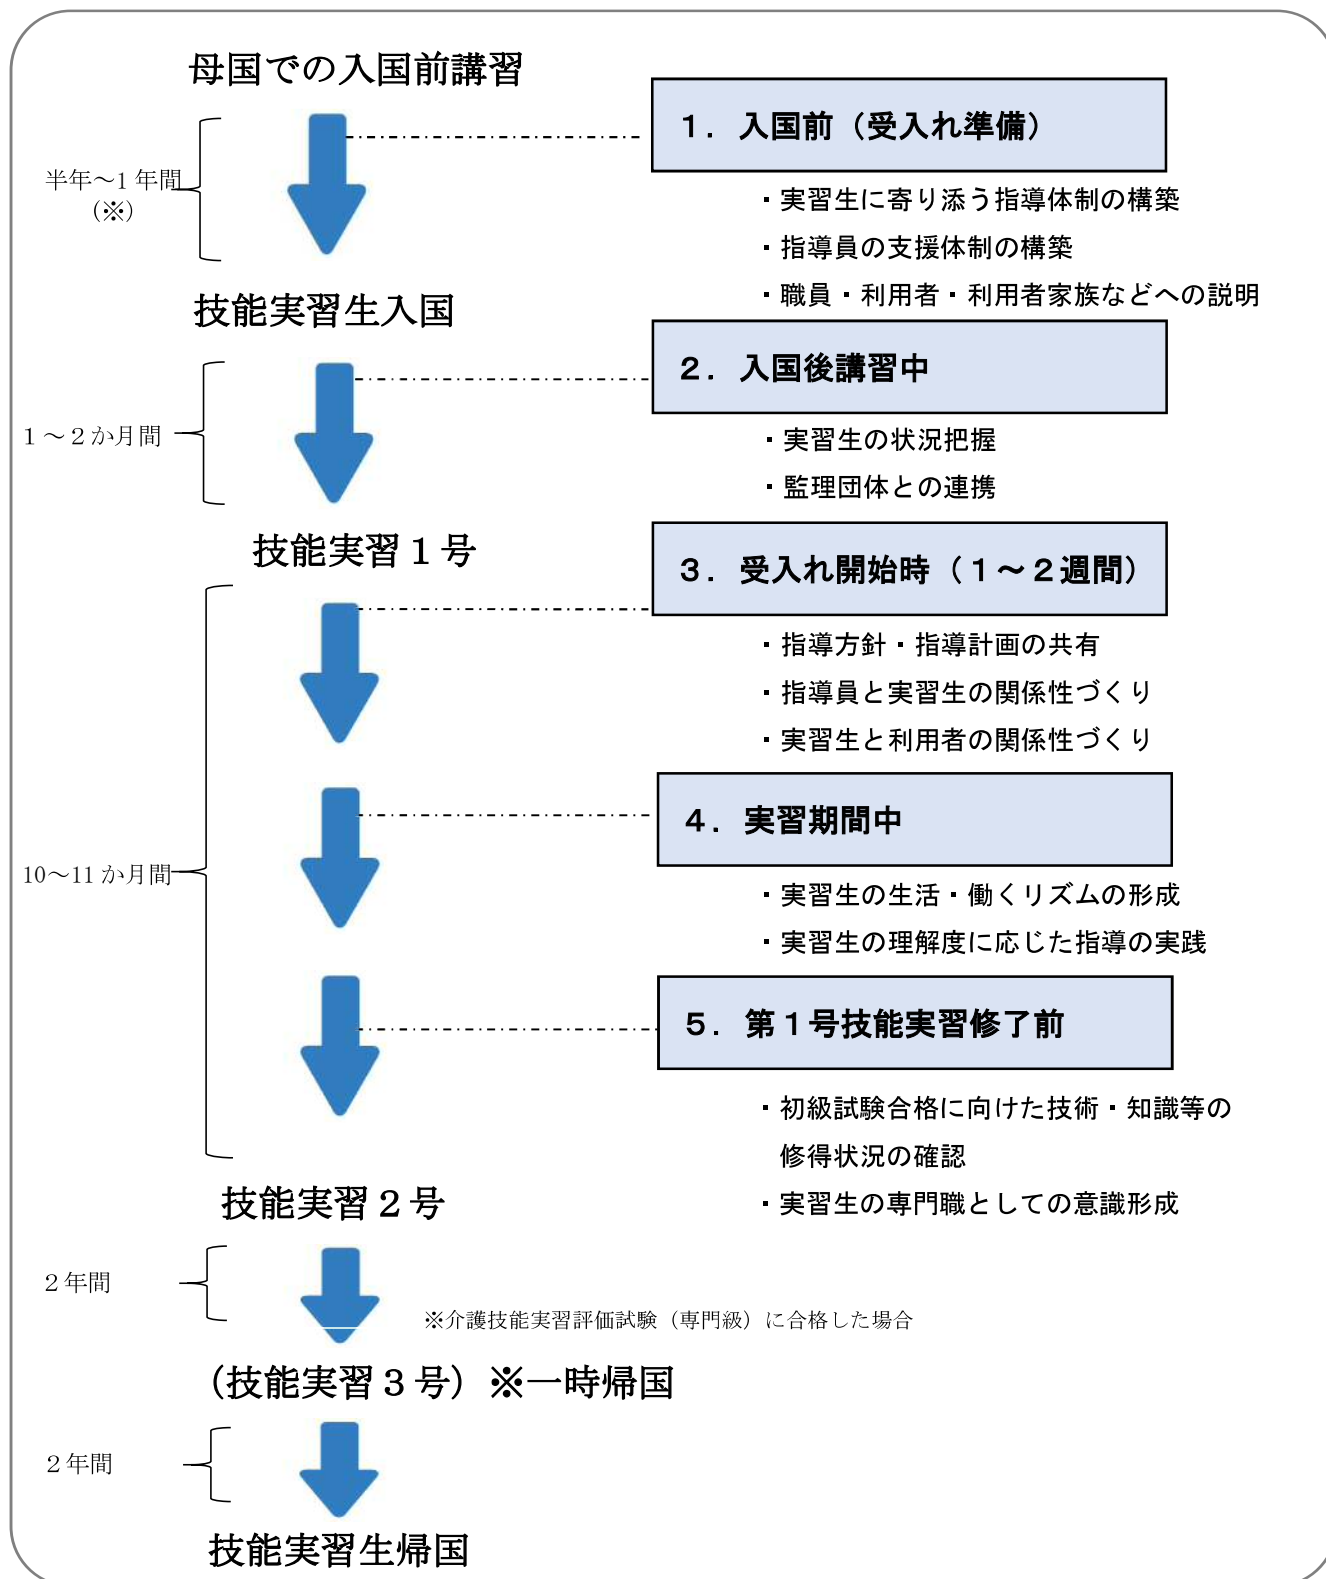 母国での入国前講習
１．入国前（受入れ準備）
半年～1 年間
（※）
・実習生に寄り添う指導体制の構築
・指導員の支援体制の構築
・職員・利用者・利用者家族などへの説明
技能実習生入国
２．入国後講習中
１～２か月間
・実習生の状況把握
・監理団体との連携
技能実習１号
３．受入れ開始時（１～２週間）
・指導方針・指導計画の共有
・指導員と実習生の関係性づくり
・実習生と利用者の関係性づくり
４．実習期間中
10～11 か月間
・実習生の生活・働くリズムの形成
・実習生の理解度に応じた指導の実践
５．第１号技能実習修了前
・初級試験合格に向けた技術・知識等の
修得状況の確認
・実習生の専門職としての意識形成
技能実習２号
２年間
※介護技能実習評価試験（専門級）に合格した場合
（技能実習３号）※一時帰国
２年間
技能実習生帰国